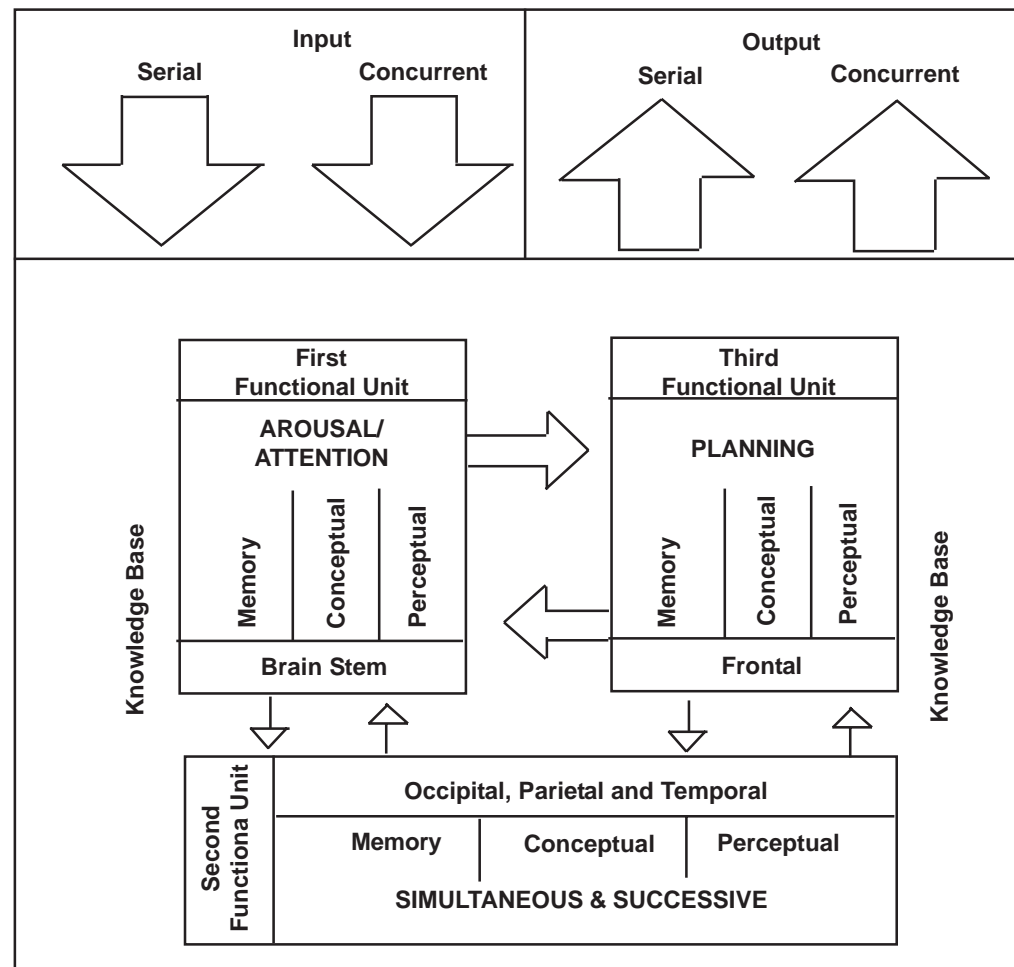 Input
Serial
Concurrent
Output
Serial
Concurrent
First
Functional Unit
AROUSAL/
ATTENTION
Memory
Conceptual
Perceptual
Brain Stem
Knowledge Base
Third
Functional Unit
PLANNING
Memory
Conceptual
Perceptual
Frontal
Knowledge Base
Second
Functiona Unit
Occipital, Parietal and Temporal
Memory
Conceptual
Perceptual
SIMULTANEOUS & SUCCESSIVE